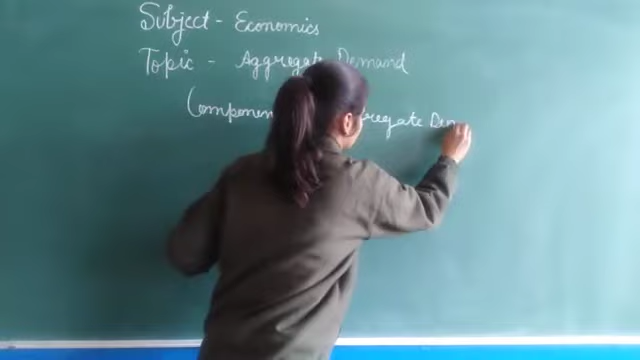 Subject - Economics
Topic - Aggregate Demand
(Componen regate Dem